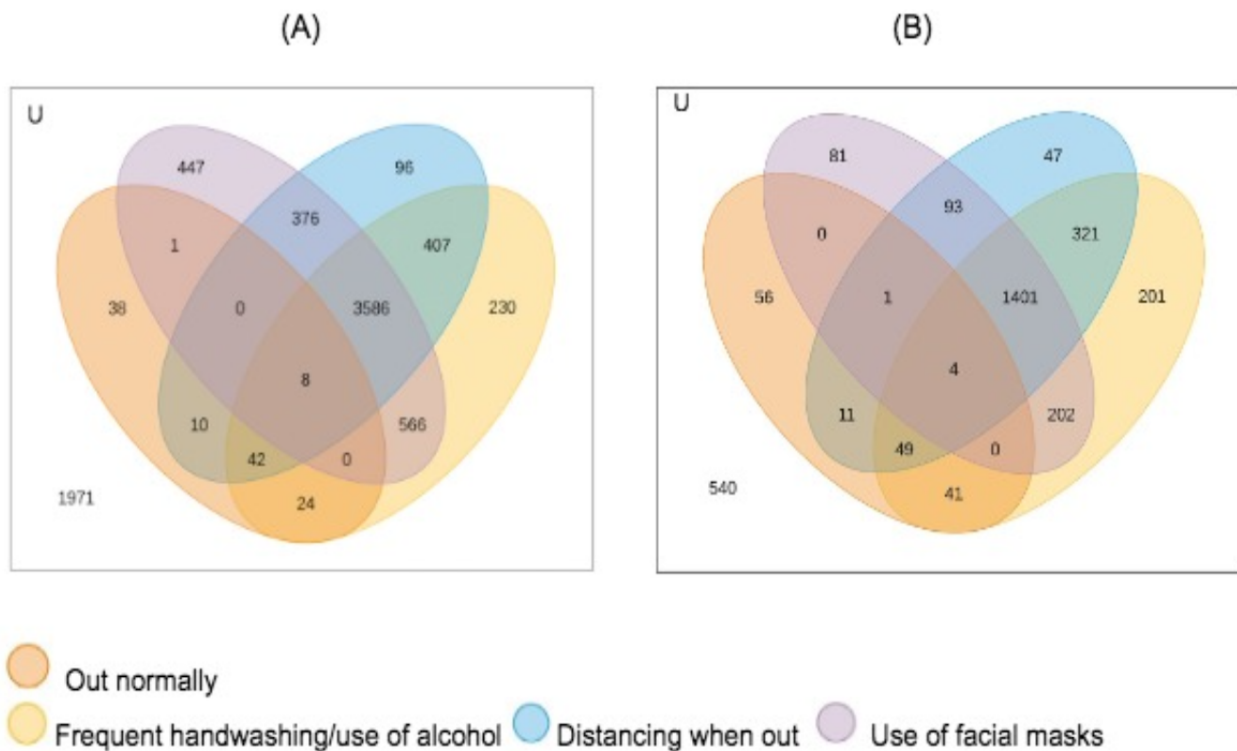 (A) (B)
U U
447 96 81 47
376 93
1 407 0 321
38 0 3586 230 56 1 1401 201
8 4
10 566 11 202
42 0 49 0
1971 24 540 41
Out normally
Frequent handwashing/use of alcohol Distancing when out Use of facial masks